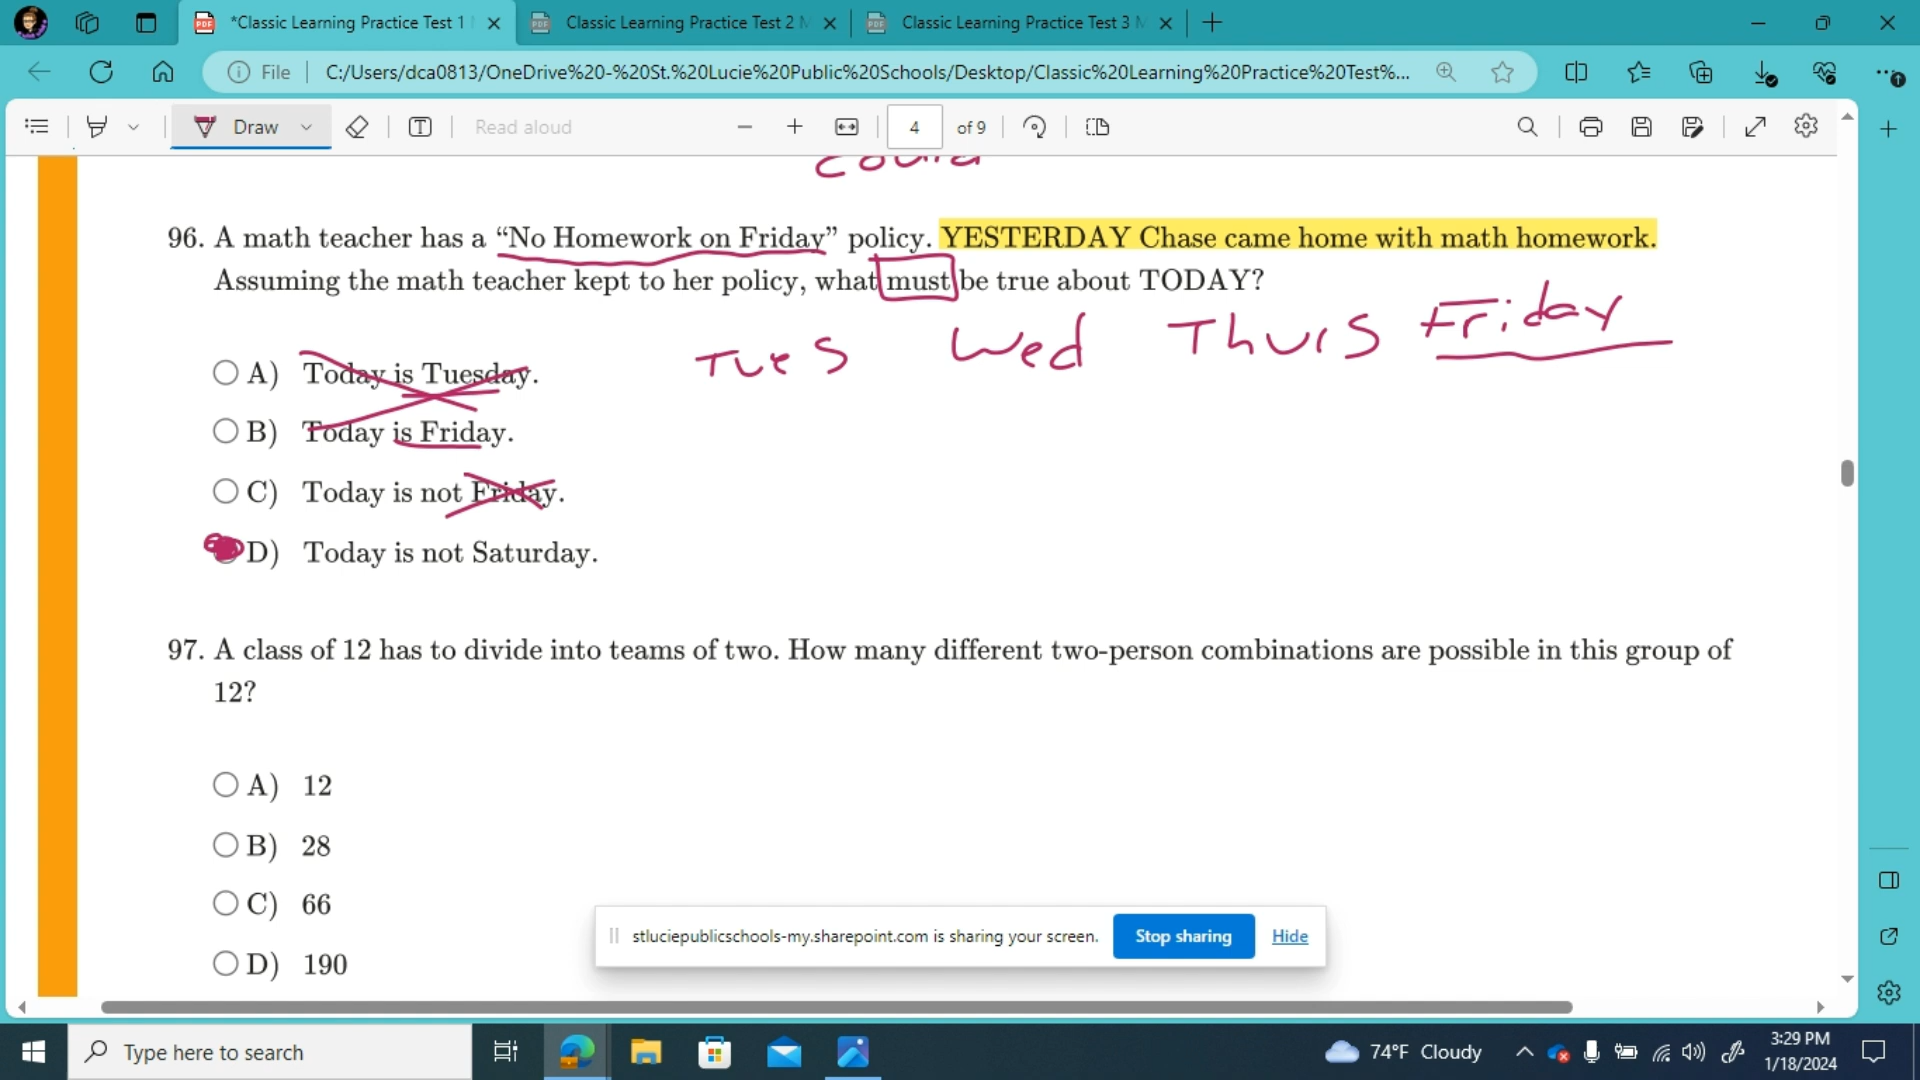 *Classic Learning Practice Test 1
Classic Learning Practice Test 2 M
Classic Learning Practice Test 3 M
File
C:/Users/dca0813/OneDrive%20-%20St.%20Lucie%20Public%20Schools/Desktop/Classic%20Learning%20Practice%20Test%...
Draw
Read aloud
4 of 9
could
96. A math teacher has a “No Homework on Friday” policy. YESTERDAY Chase came home with math homework.
Assuming the math teacher kept to her policy, what must be true about TODAY?
Tues Wed Thurs Friday
A) Today is Tuesday.
B) Today is Friday.
C) Today is not Friday.
D) Today is not Saturday.
97. A class of 12 has to divide into teams of two. How many different two-person combinations are possible in this group of
12?
A) 12
B) 28
C) 66
D) 190
stluciepublicschools-my.sharepoint.com is sharing your screen.
Stop sharing
Hide
Type here to search
74°F Cloudy
3:29 PM
1/18/2024